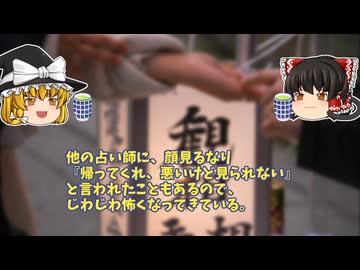 観
相
他の占い師に、顔見るなり
『帰ってくれ、悪いけど見られない』
と言われたこともあるので、
じわじわ怖くなってきている。